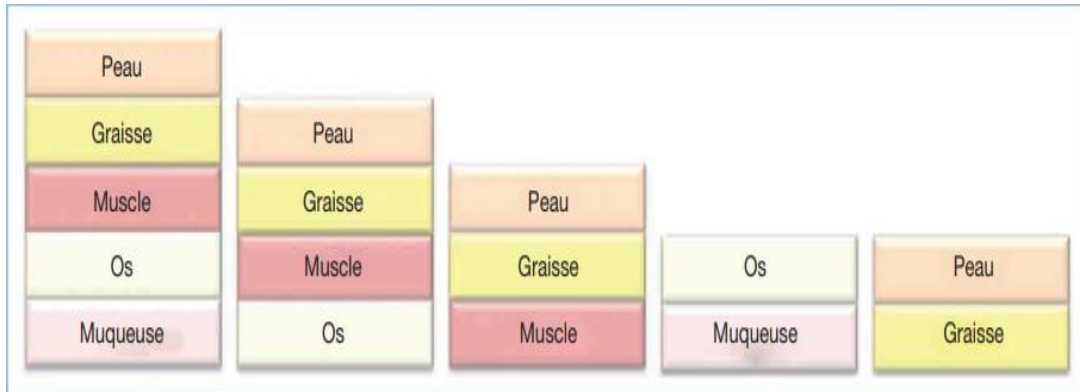 Peau
Graisse
Muscle
Os
Muqueuse
Peau
Graisse
Muscle
Os
Peau
Graisse
Muscle
Os
Muqueuse
Peau
Graisse